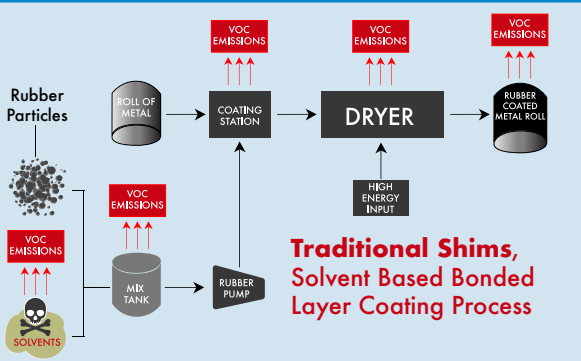 VOC
EMISSIONS
VOC
EMISSIONS
VOC
EMISSIONS
Rubber
Particles
ROLL OF
METAL
COATING
STATION
DRYER
RUBBER
COATED
METAL ROLL
HIGH
ENERGY
INPUT
VOC
EMISSIONS
VOC
EMISSIONS
MIX
TANK
RUBBER
PUMP
SOLVENTS
Traditional Shims,
Solvent Based Bonded
Layer Coating Process